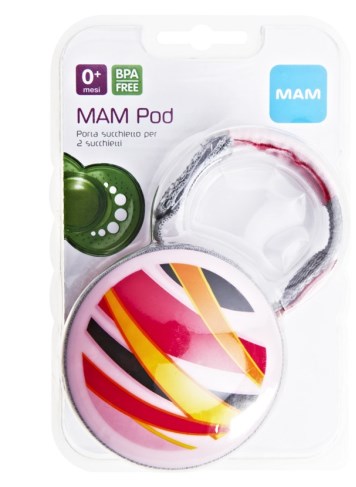 0+
mesi
BPA
FREE
MAM
MAM Pod
Porta succhietto per
2 succhietti